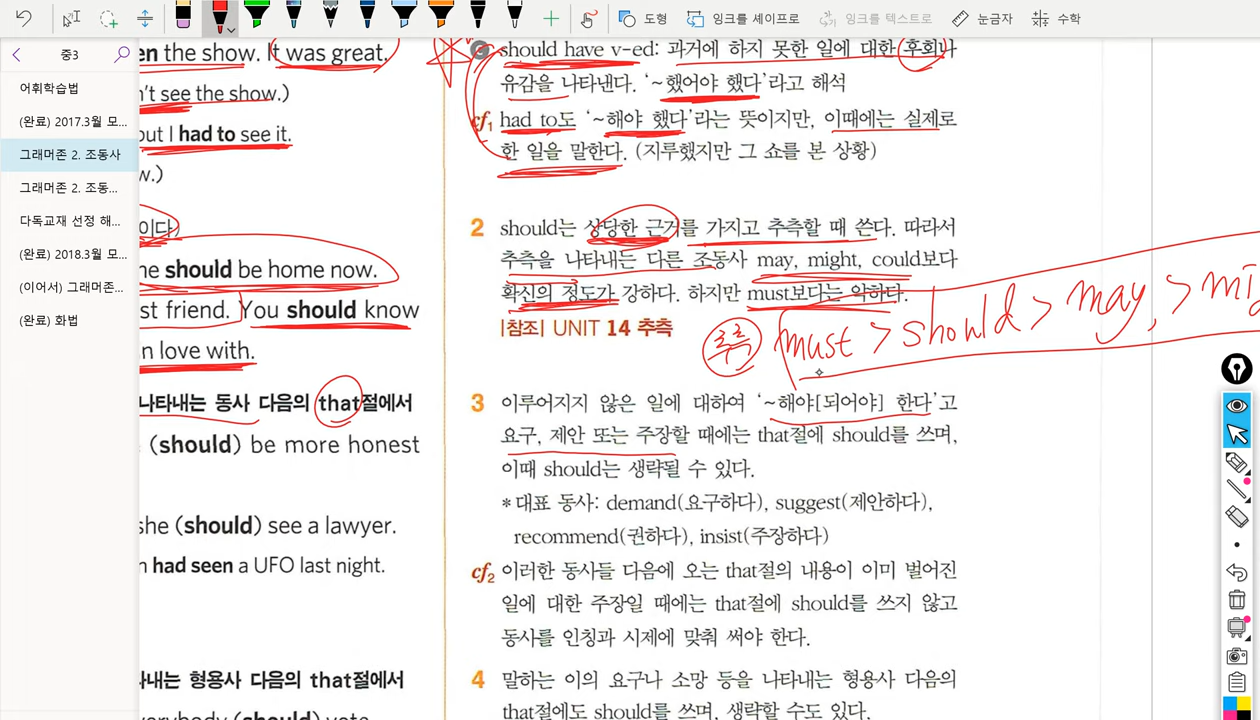 도형
잉크를 셰이프로
잉크를 텍스트로
눈금자
수학
중3
어휘학습법
(완료) 2017.3월 모...
그래머존 2. 조동사
그래머존 2. 조동...
다독교재 선정 해...
(완료) 2018.3월 모...
(이어서) 그래머존...
(완료) 화법
en the show. It was great.
n't see the show.)
but I had to see it.
w.)
이다)
he should be home now.
st friend. You should know
n love with.
나타내는 동사 다음의 that절에서
(should) be more honest
she (should) see a lawyer.
n had seen a UFO last night.
내는 형용사 다음의 that절에서
verybody (should) vote
should have v-ed: 과거에 하지 못한 일에 대한 후회나
유감을 나타낸다. ‘~했어야 했다’라고 해석
cf1 had to도 ‘~해야 했다’라는 뜻이지만, 이때에는 실제로
한 일을 말한다. (지루했지만 그 쇼를 본 상황)
2 should는 상당한 근거를 가지고 추측할 때 쓴다. 따라서
추측을 나타내는 다른 조동사 may, might, could보다
확신의 정도가 강하다. 하지만 must보다는 약하다.
|참조| UNIT 14 추측
추측 must > should > may, > mig
3 이루어지지 않은 일에 대하여 ‘~해야[되어야] 한다’고
요구, 제안 또는 주장할 때에는 that절에 should를 쓰며,
이때 should는 생략될 수 있다.
* 대표 동사: demand(요구하다), suggest(제안하다),
recommend(권하다), insist(주장하다)
cf2 이러한 동사들 다음에 오는 that절의 내용이 이미 벌어진
일에 대한 주장일 때에는 that절에 should를 쓰지 않고
동사를 인칭과 시제에 맞춰 써야 한다.
4 말하는 이의 요구나 소망 등을 나타내는 형용사 다음의
that절에도 should를 쓰며, 생략할 수도 있다.